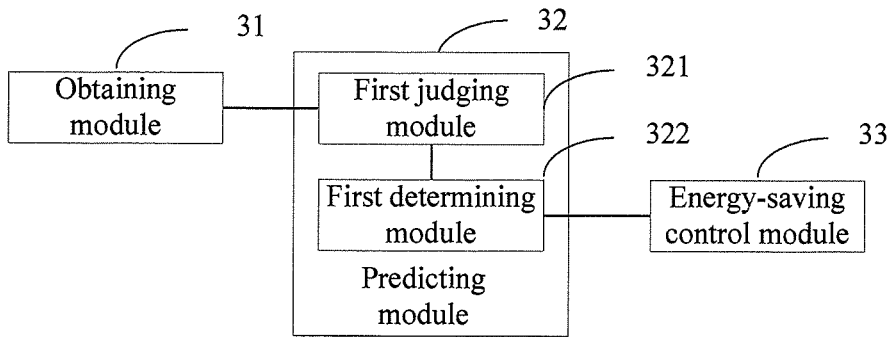 31
32
321
Obtaining
module
First judging
module
322
33
First determining
module
Energy-saving
control module
Predicting
module